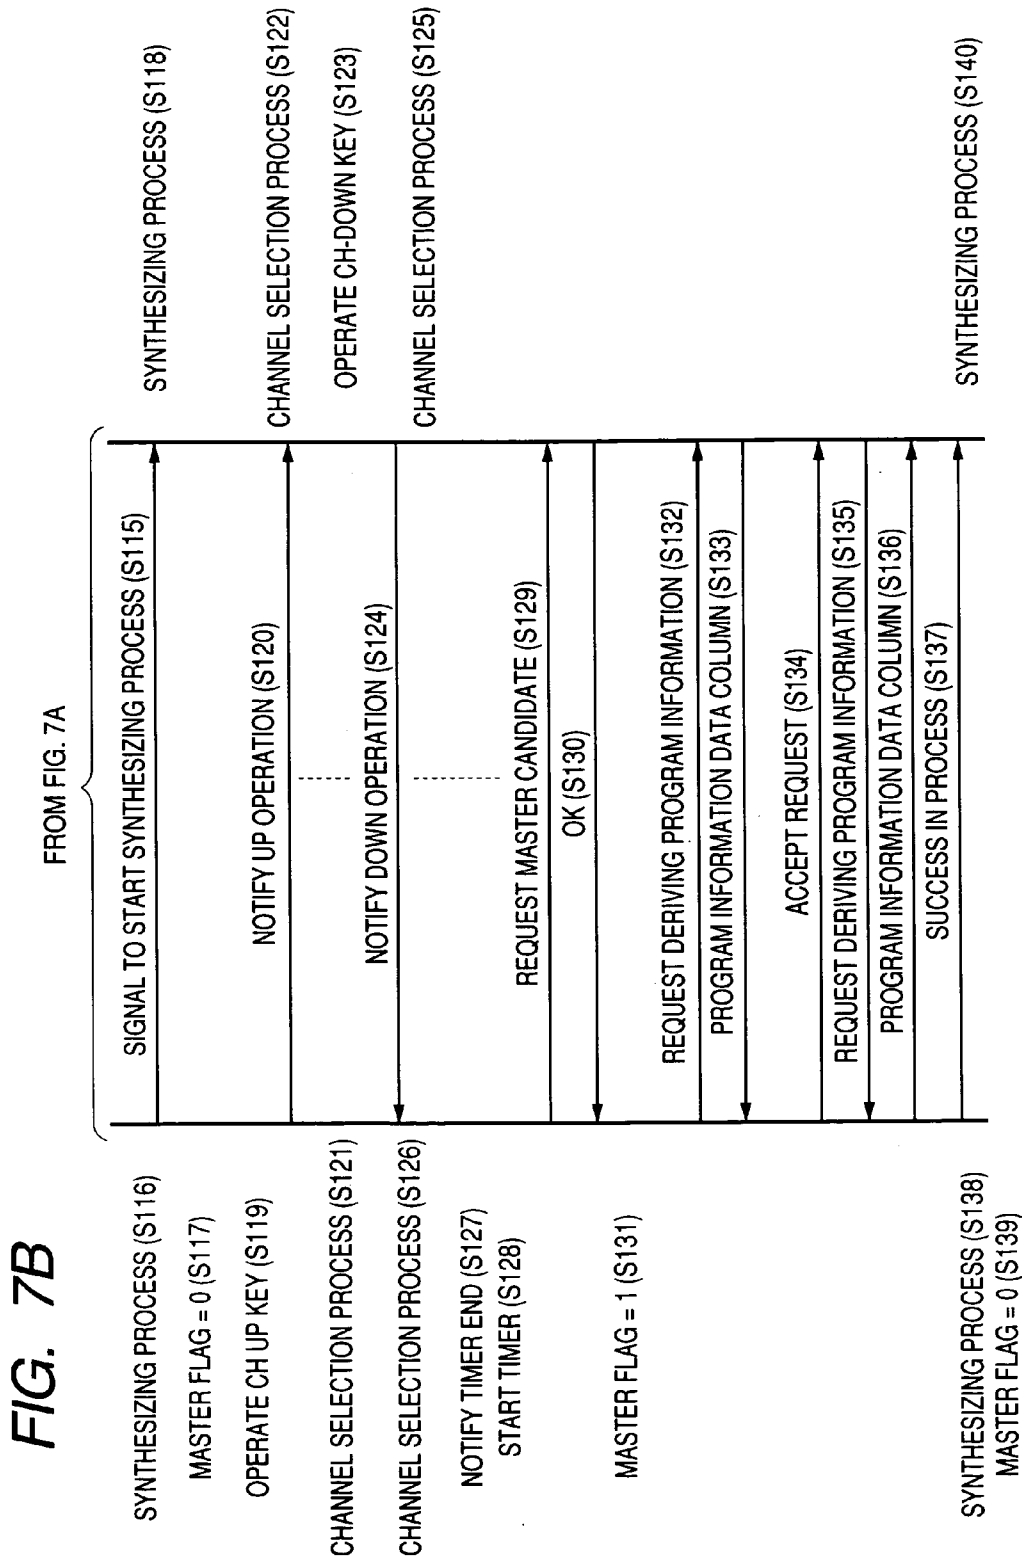 FIG. 7B
FROM FIG. 7A
SYNTHESIZING PROCESS (S116)
MASTER FLAG = 0 (S117)
OPERATE CH UP KEY (S119)
CHANNEL SELECTION PROCESS (S121)
CHANNEL SELECTION PROCESS (S126)
NOTIFY TIMER END (S127)
START TIMER (S128)
MASTER FLAG = 1 (S131)
SYNTHESIZING PROCESS (S138)
MASTER FLAG = 0 (S139)
SIGNAL TO START SYNTHESIZING PROCESS (S115)
NOTIFY UP OPERATION (S120)
NOTIFY DOWN OPERATION (S124)
REQUEST MASTER CANDIDATE (S129)
OK (S130)
REQUEST DERIVING PROGRAM INFORMATION (S132)
PROGRAM INFORMATION DATA COLUMN (S133)
ACCEPT REQUEST (S134)
REQUEST DERIVING PROGRAM INFORMATION (S135)
PROGRAM INFORMATION DATA COLUMN (S136)
SUCCESS IN PROCESS (S137)
SYNTHESIZING PROCESS (S118)
CHANNEL SELECTION PROCESS (S122)
OPERATE CH-DOWN KEY (S123)
CHANNEL SELECTION PROCESS (S125)
SYNTHESIZING PROCESS (S140)